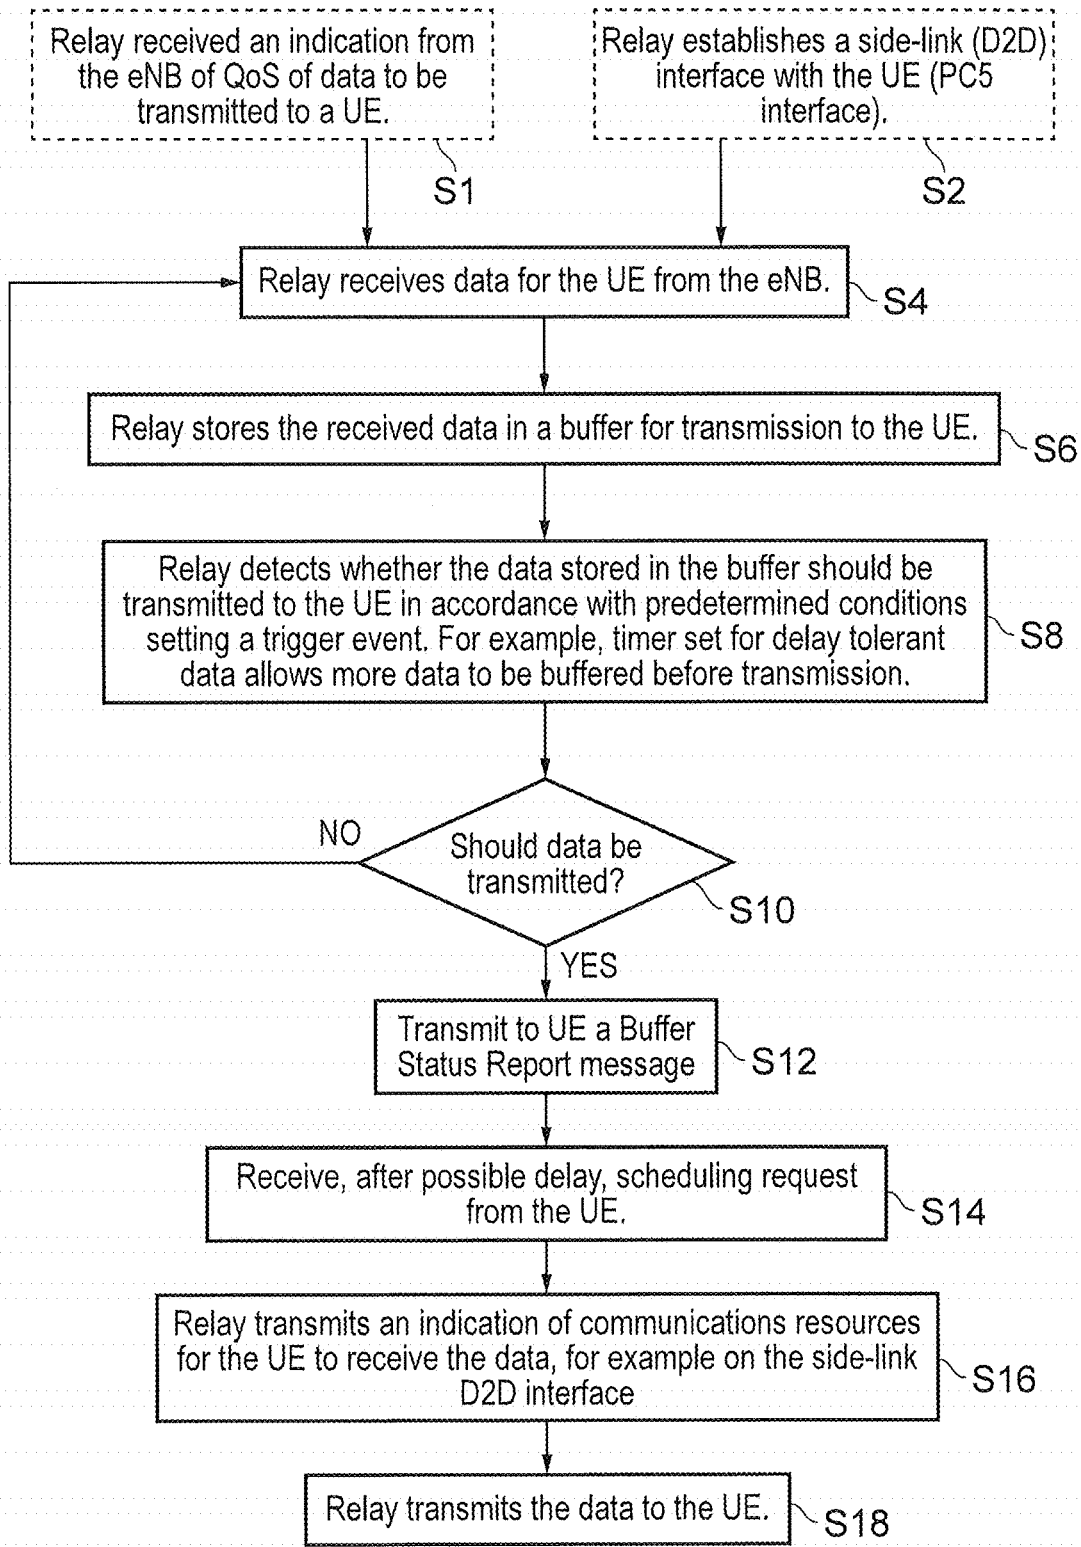 Relay received an indication from
the eNB of QoS of data to be
transmitted to a UE.
S1
Relay establishes a side-link (D2D)
interface with the UE (PC5
interface).
S2
Relay receives data for the UE from the eNB.
S4
Relay stores the received data in a buffer for transmission to the UE.
S6
Relay detects whether the data stored in the buffer should be
transmitted to the UE in accordance with predetermined conditions
setting a trigger event. For example, timer set for delay tolerant
data allows more data to be buffered before transmission.
S8
NO
Should data be
transmitted?
S10
YES
Transmit to UE a Buffer
Status Report message
S12
Receive, after possible delay, scheduling request
from the UE.
S14
Relay transmits an indication of communications resources
for the UE to receive the data, for example on the side-link
D2D interface
S16
Relay transmits the data to the UE.
S18